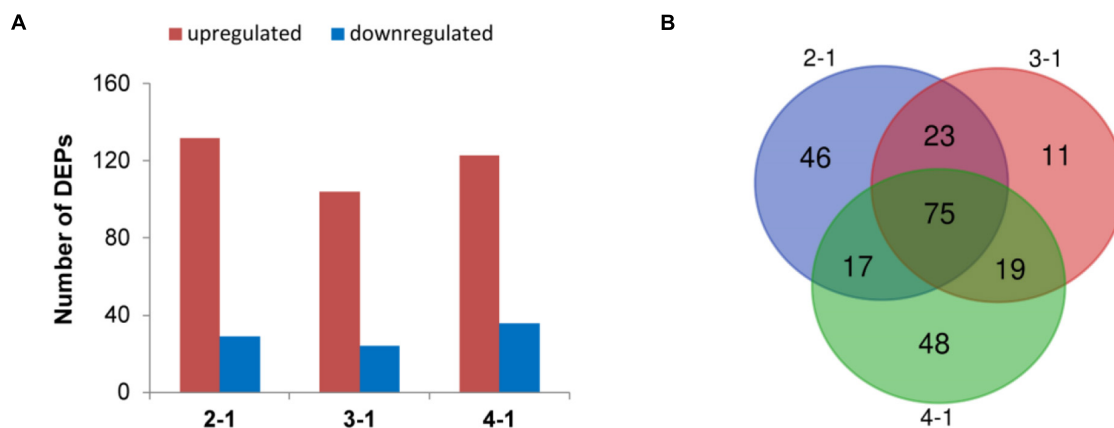 A
upregulated downregulated
Number of DEPs
160
120
80
40
0
2-1 3-1 4-1
B
2-1 3-1
46 23 11
75
17 19
48
4-1